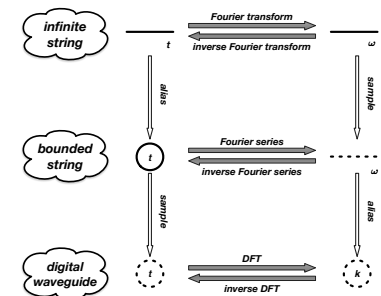 infinite
string
Fourier transform
inverse Fourier transform
t
ω
alias
sample
bounded
string
t
Fourier series
inverse Fourier series
ω
sample
alias
digital
waveguide
t
DFT
inverse DFT
k